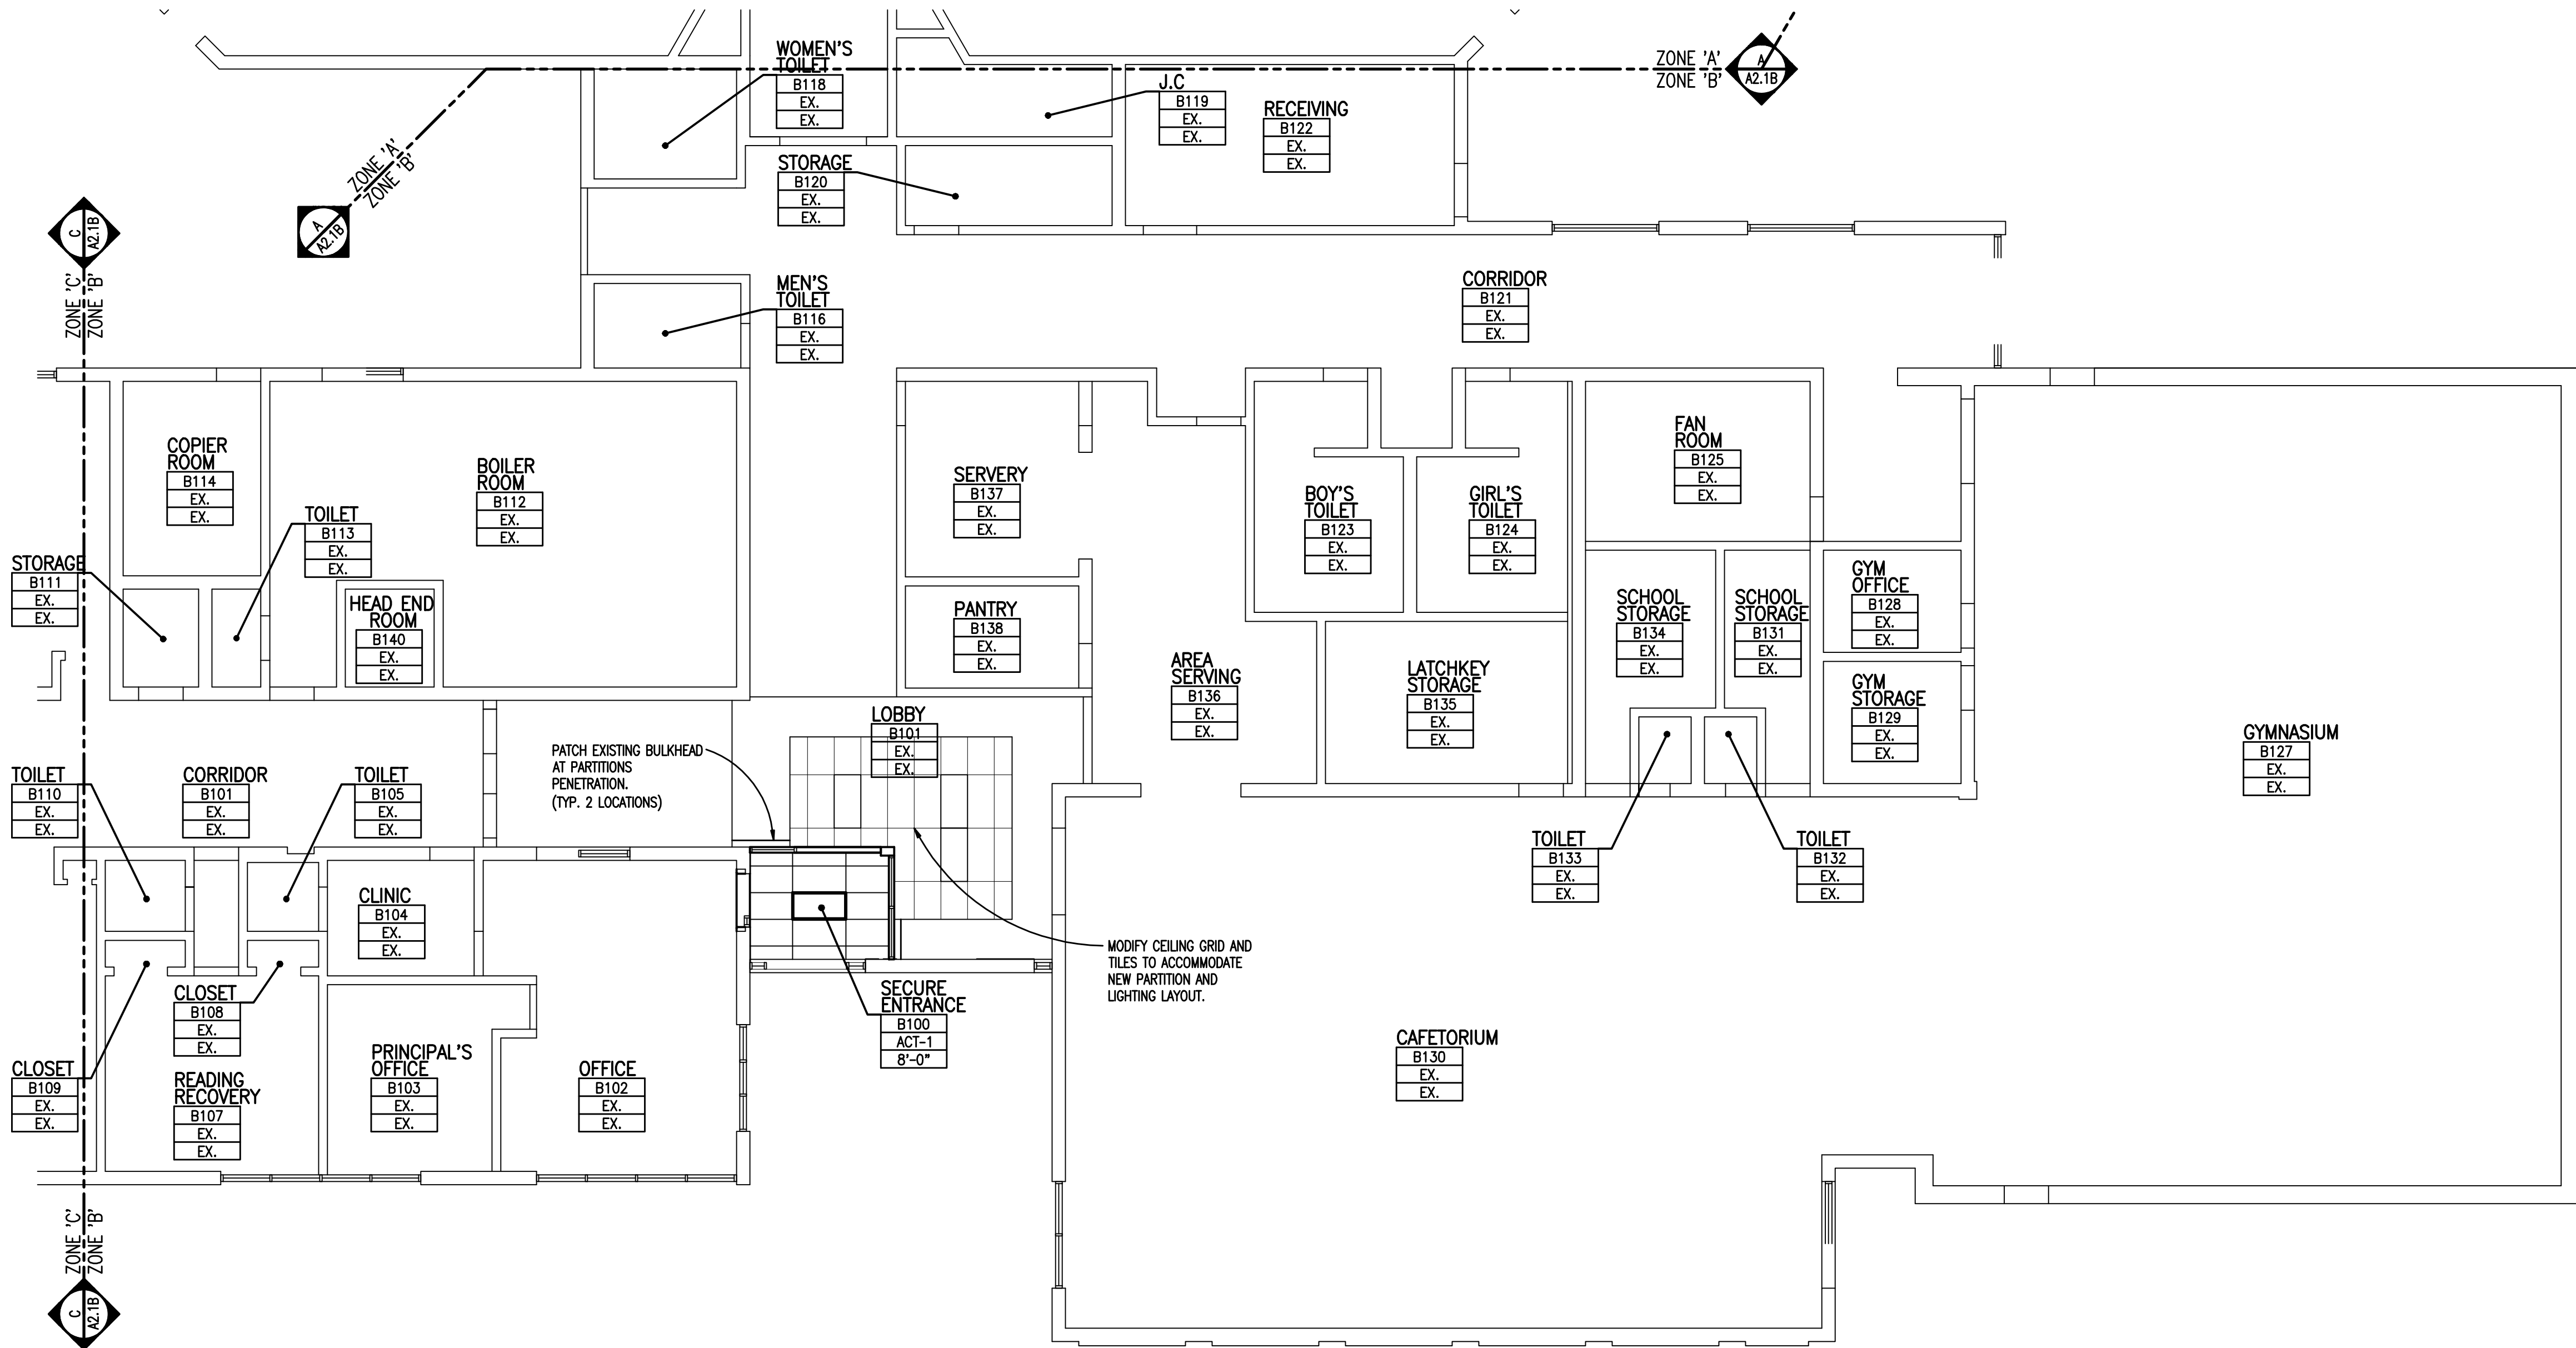 ZONE 'A'
ZONE 'B'
A
A2.1B
WOMEN'S
TOILET
B118
EX.
EX.
J.C
B119
EX.
EX.
RECEIVING
B122
EX.
EX.
ZONE 'A'
ZONE 'B'
A
A2.1B
STORAGE
B120
EX.
EX.
C
A2.1B
ZONE 'C'
ZONE 'B'
MEN'S
TOILET
B116
EX.
EX.
CORRIDOR
B121
EX.
EX.
COPIER
ROOM
B114
EX.
EX.
BOILER
ROOM
B112
EX.
EX.
TOILET
B113
EX.
EX.
STORAGE
B111
EX.
EX.
HEAD END
ROOM
B140
EX.
EX.
SERVERY
B137
EX.
EX.
PANTRY
B138
EX.
EX.
BOY'S
TOILET
B123
EX.
EX.
GIRL'S
TOILET
B124
EX.
EX.
FAN
ROOM
B125
EX.
EX.
SCHOOL
STORAGE
B134
EX.
EX.
SCHOOL
STORAGE
B131
EX.
EX.
GYM
OFFICE
B128
EX.
EX.
GYM
STORAGE
B129
EX.
EX.
AREA
SERVING
B136
EX.
EX.
LATCHKEY
STORAGE
B135
EX.
EX.
GYMNASIUM
B127
EX.
EX.
LOBBY
B101
EX.
EX.
PATCH EXISTING BULKHEAD
AT PARTITIONS
PENETRATION.
(TYP. 2 LOCATIONS)
TOILET
B110
EX.
EX.
CORRIDOR
B101
EX.
EX.
TOILET
B105
EX.
EX.
TOILET
B133
EX.
EX.
TOILET
B132
EX.
EX.
CLINIC
B104
EX.
EX.
MODIFY CEILING GRID AND
TILES TO ACCOMMODATE
NEW PARTITION AND
LIGHTING LAYOUT.
SECURE
ENTRANCE
B100
ACT-1
8'-0"
CLOSET
B108
EX.
EX.
CLOSET
B109
EX.
EX.
READING
RECOVERY
B107
EX.
EX.
PRINCIPAL'S
OFFICE
B103
EX.
EX.
OFFICE
B102
EX.
EX.
CAFETORIUM
B130
EX.
EX.
ZONE 'C'
ZONE 'B'
C
A2.1B